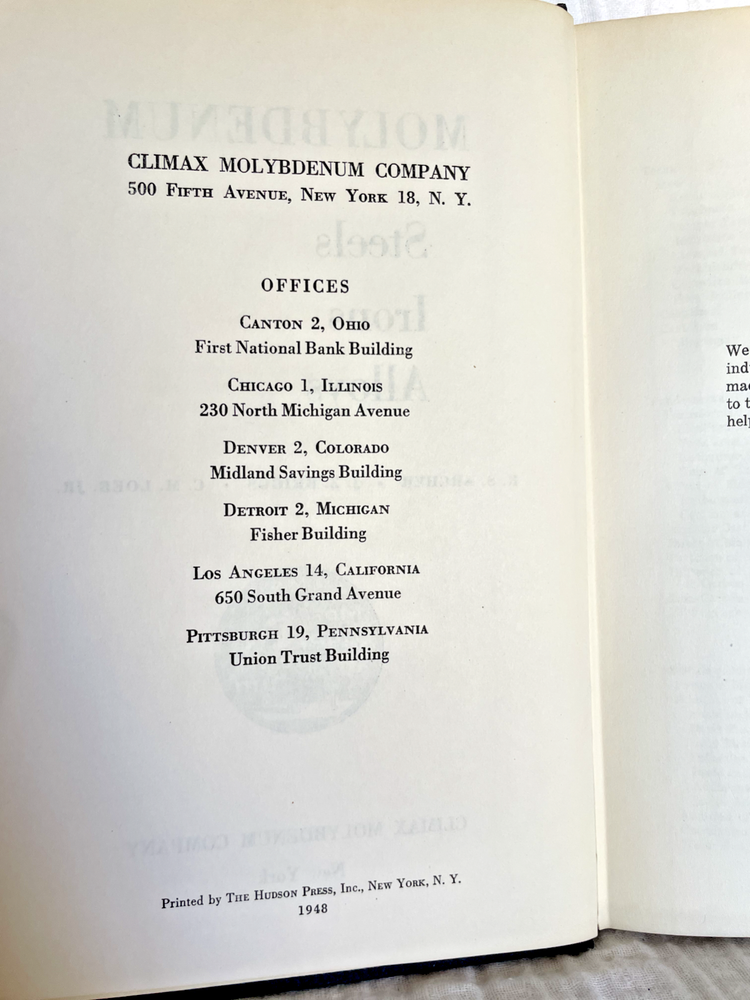 CLIMAX MOLYBDENUM COMPANY
500 FIFTH AVENUE, NEW YORK 18, N. Y.
OFFICES
CANTON 2, OHIO
First National Bank Building
CHICAGO 1, ILLINOIS
230 North Michigan Avenue
DENVER 2, COLORADO
Midland Savings Building
DETROIT 2, MICHIGAN
Fisher Building
LOS ANGELES 14, CALIFORNIA
650 South Grand Avenue
PITTSBURGH 19, PENNSYLVANIA
Union Trust Building
Printed by THE HUDSON PRESS, INC., NEW YORK, N. Y.
1948
We
to